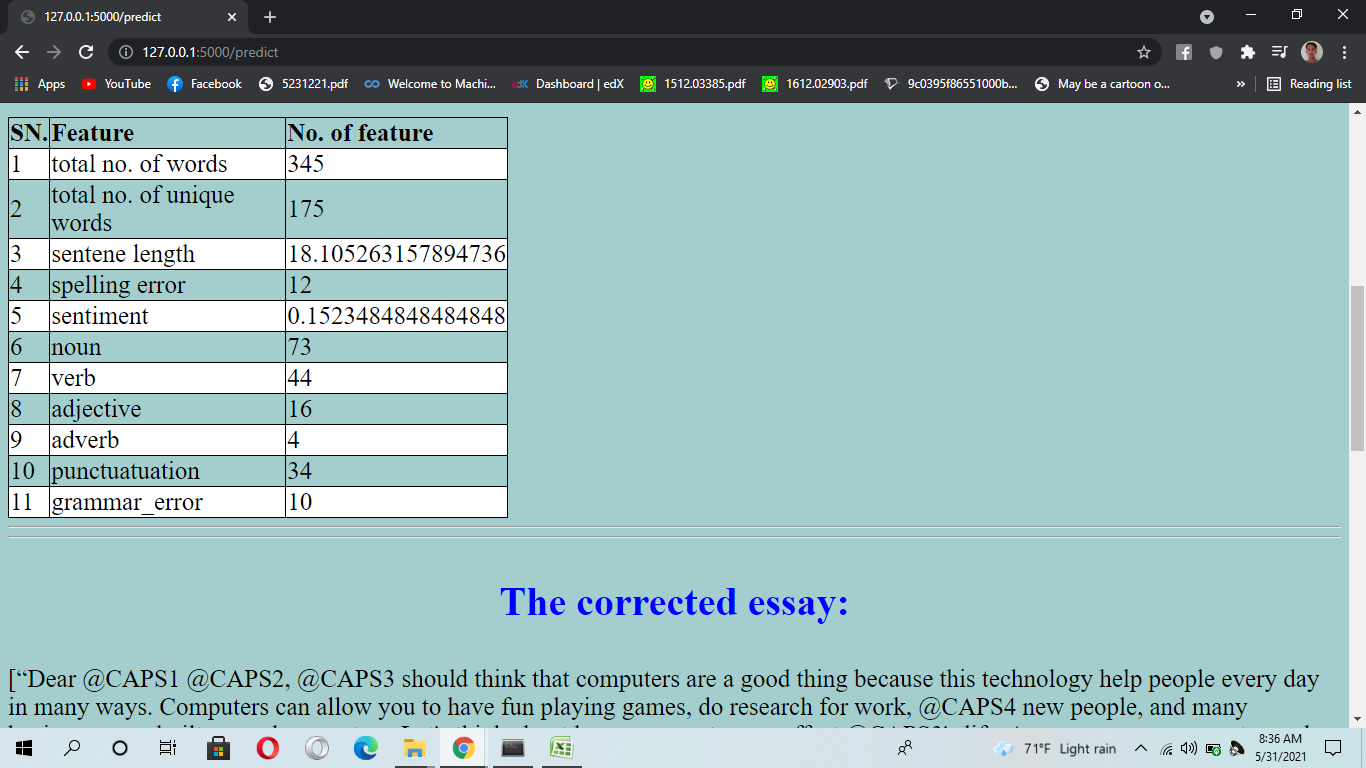 127.0.0.1:5000/predict
127.0.0.1:5000/predict
Apps YouTube Facebook 5231221.pdf Welcome to Machi... edX Dashboard | edX 1512.03385.pdf 1612.02903.pdf 9c0395f86551000b... May be a cartoon o... » Reading list
SN. Feature No. of feature
1 total no. of words 345
2 total no. of unique words 175
3 sentene length 18.105263157894736
4 spelling error 12
5 sentiment 0.1523484848484848
6 noun 73
7 verb 44
8 adjective 16
9 adverb 4
10 punctuatuation 34
11 grammar_error 10
The corrected essay:
[“Dear @CAPS1 @CAPS2, @CAPS3 should think that computers are a good thing because this technology help people every day
in many ways. Computers can allow you to have fun playing games, do research for work, @CAPS4 new people, and many
71°F Light rain
8:36 AM
5/31/2021